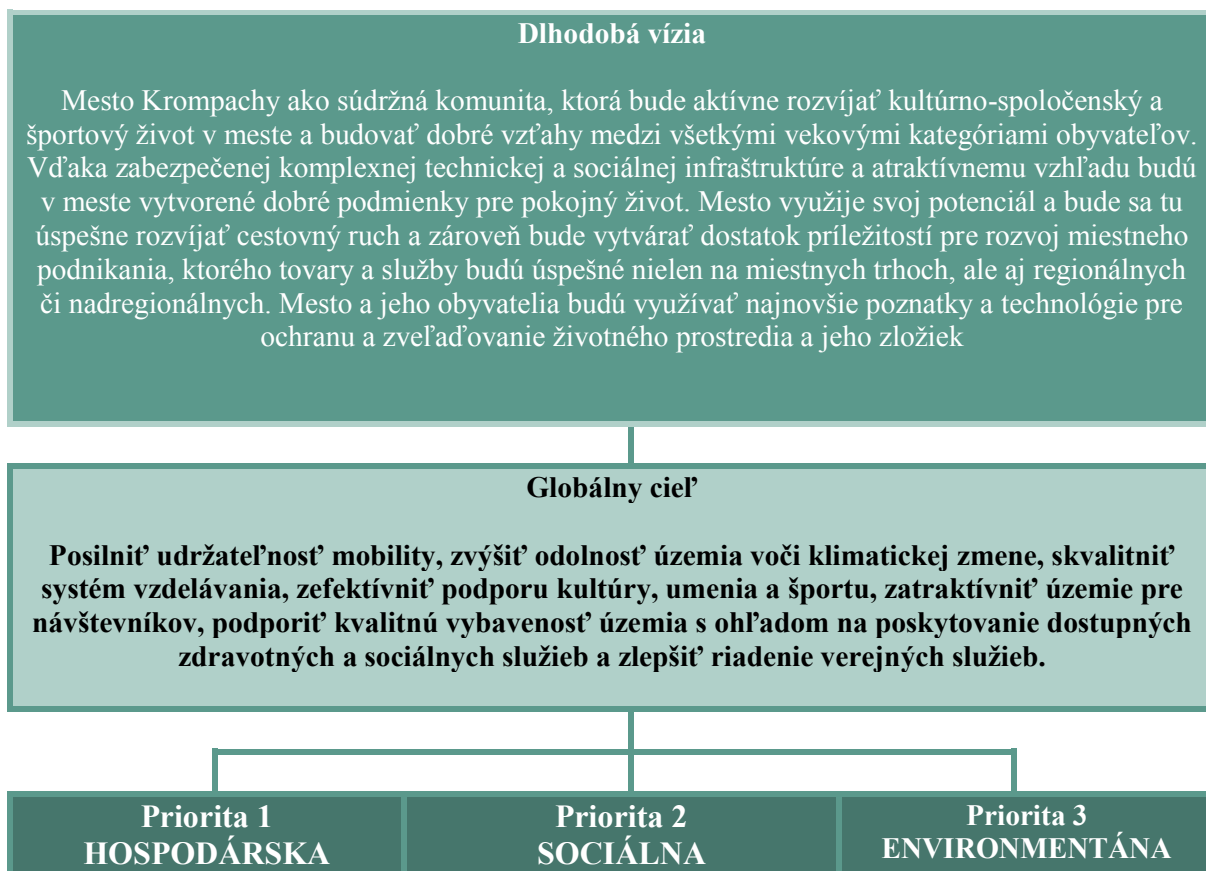 Dlhodobá vízia
Mesto Krompachy ako súdržná komunita, ktorá bude aktívne rozvíjať kultúrno-spoločenský a
športový život v meste a budovať dobré vzťahy medzi všetkými vekovými kategóriami obyvateľov.
Vďaka zabezpečenej komplexnej technickej a sociálnej infraštruktúre a atraktívnemu vzhľadu budú
v meste vytvorené dobré podmienky pre pokojný život. Mesto využije svoj potenciál a bude sa tu
úspešne rozvíjať cestovný ruch a zároveň bude vytvárať dostatok príležitostí pre rozvoj miestneho
podnikania, ktorého tovary a služby budú úspešné nielen na miestnych trhoch, ale aj regionálnych
či nadregionálnych. Mesto a jeho obyvatelia budú využívať najnovšie poznatky a technológie pre
ochranu a zveľaďovanie životného prostredia a jeho zložiek
Globálny cieľ
Posilniť udržateľnosť mobility, zvýšiť odolnosť územia voči klimatickej zmene, skvalitniť
systém vzdelávania, zefektívniť podporu kultúry, umenia a športu, zatraktívniť územie pre
návštevníkov, podporiť kvalitnú vybavenosť územia s ohľadom na poskytovanie dostupných
zdravotných a sociálnych služieb a zlepšiť riadenie verejných služieb.
Priorita 1
HOSPODÁRSKA
Priorita 2
SOCIÁLNA
Priorita 3
ENVIRONMENTÁNA